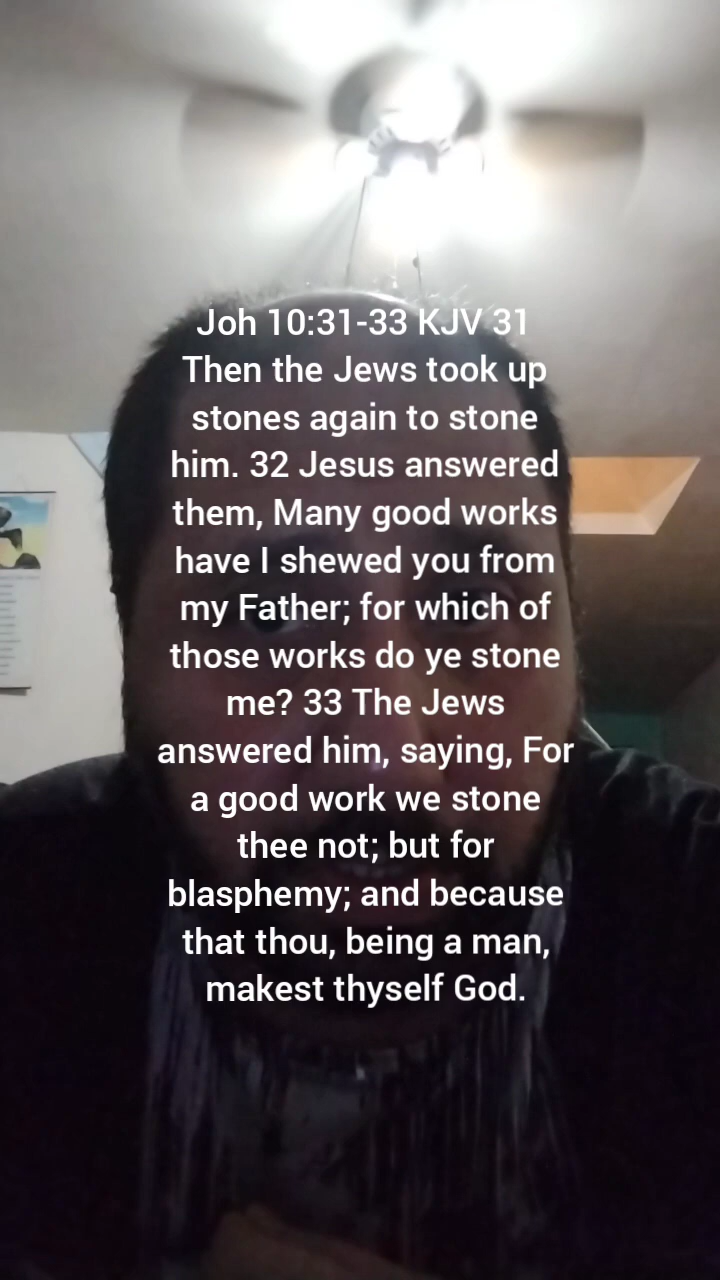 Joh 10:31-33 KJV 31
Then the Jews took up
stones again to stone
him. 32 Jesus answered
them, Many good works
have I shewed you from
my Father; for which of
those works do ye stone
me? 33 The Jews
answered him, saying, For
a good work we stone
thee not; but for
blasphemy; and because
that thou, being a man,
makest thyself God.